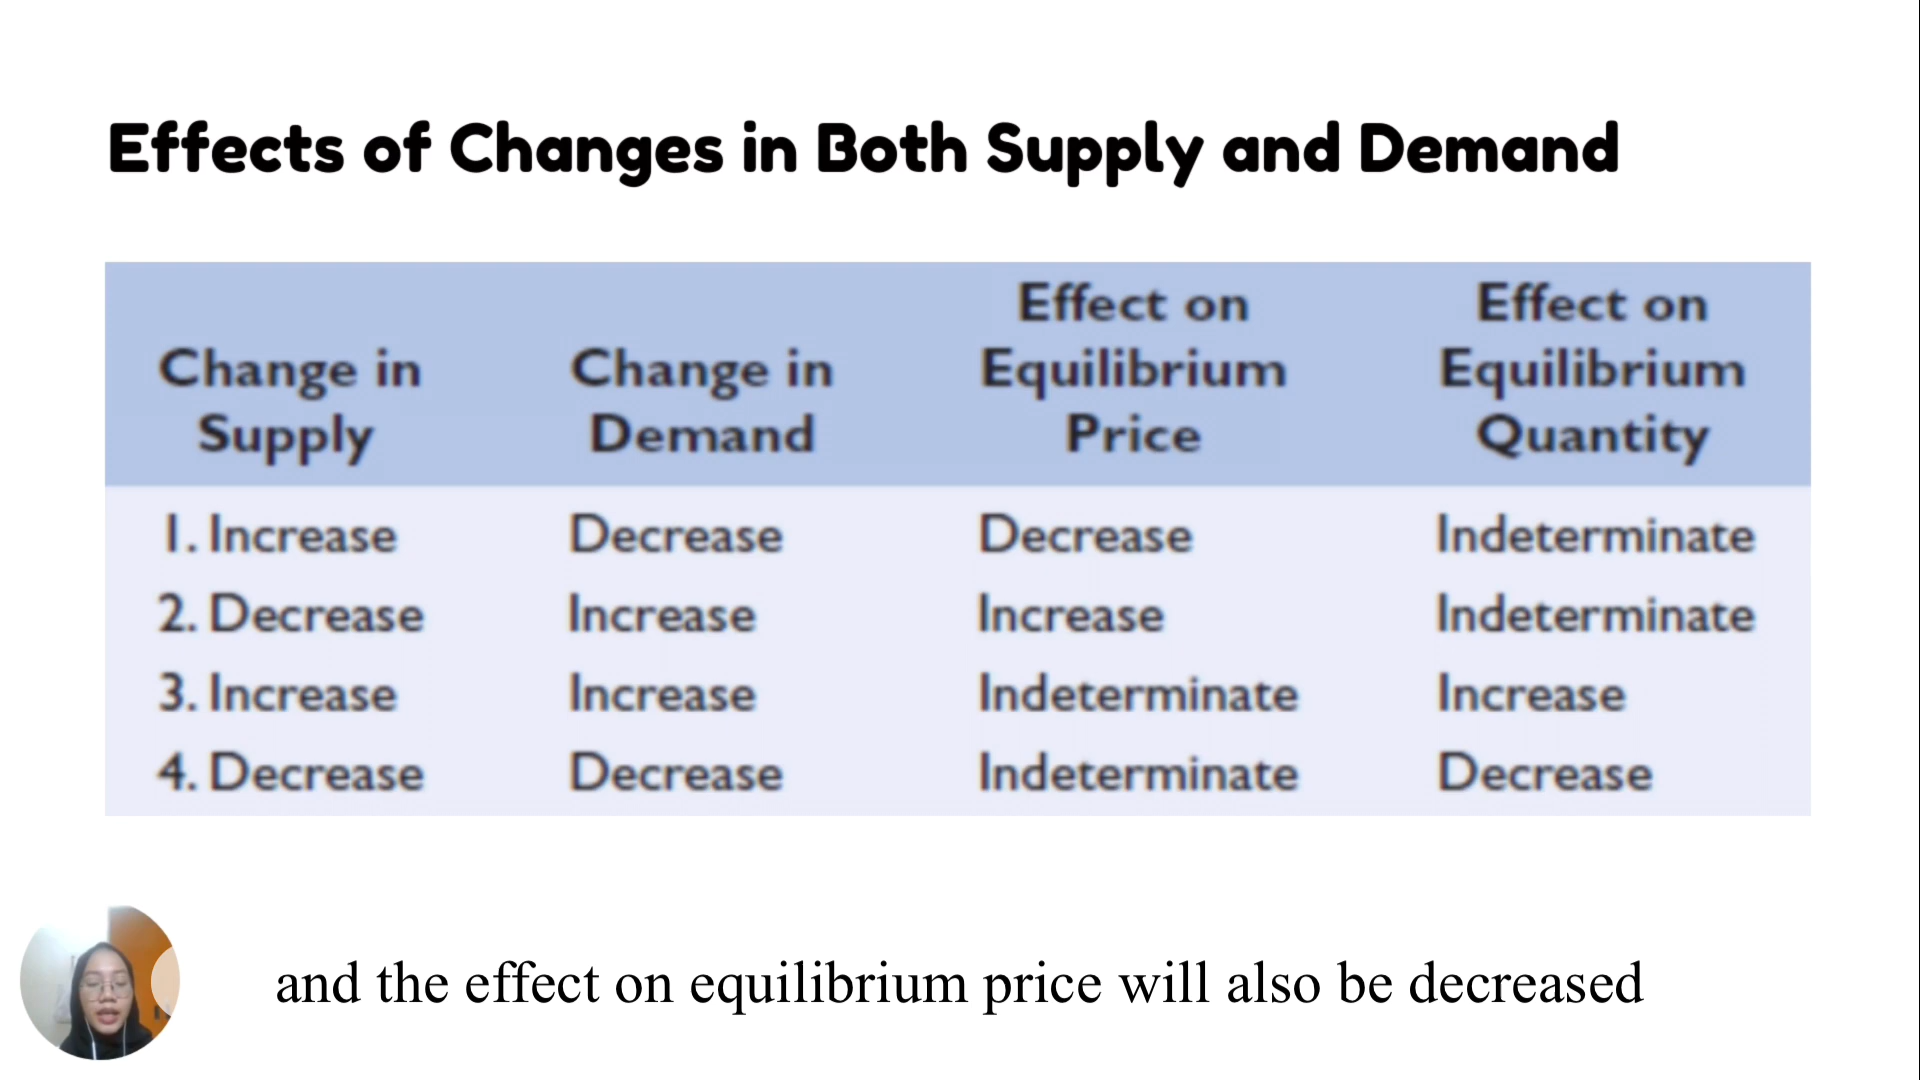 Effects of Changes in Both Supply and Demand
Change in Supply Change in Demand Effect on Equilibrium Price Effect on Equilibrium Quantity
1. Increase Decrease Decrease Indeterminate
2. Decrease Increase Increase Indeterminate
3. Increase Increase Indeterminate Increase
4. Decrease Decrease Indeterminate Decrease
and the effect on equilibrium price will also be decreased